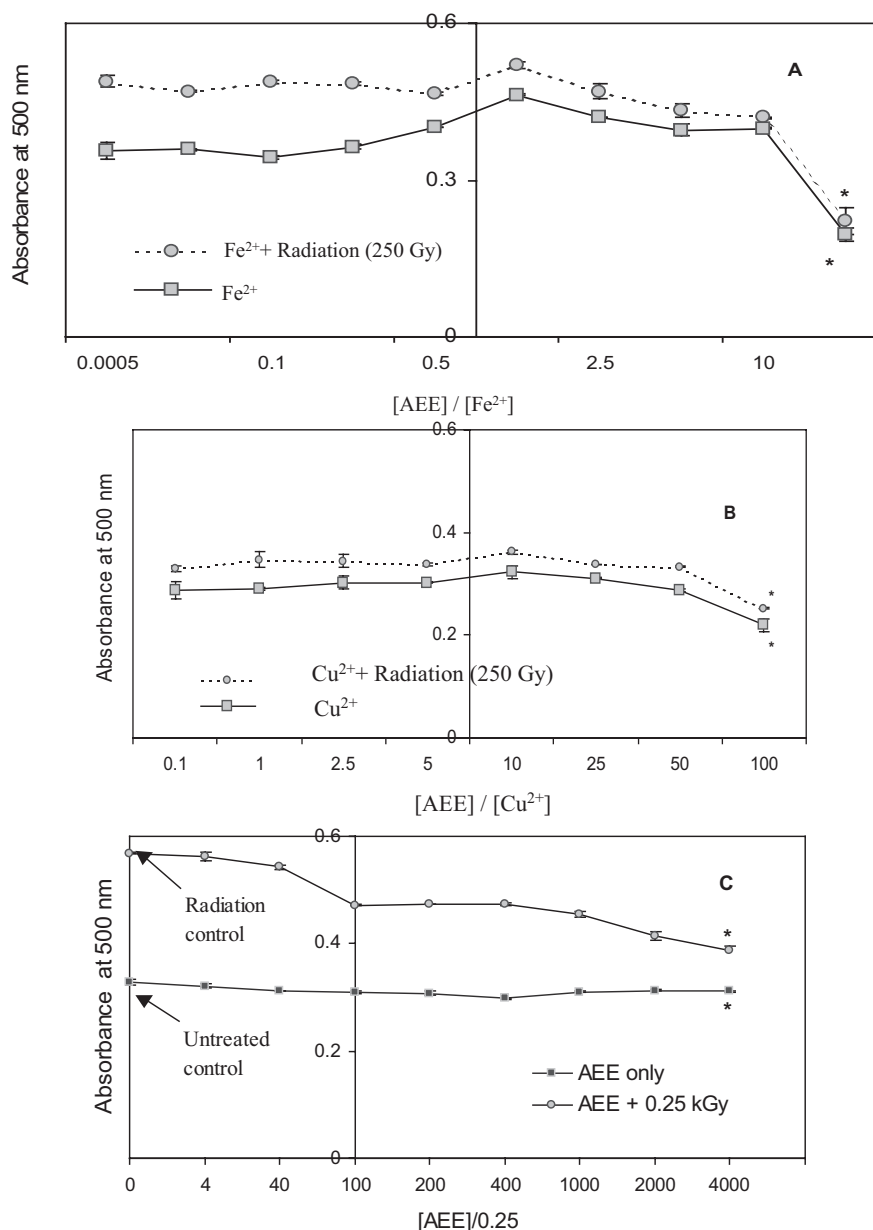 0.6
A
Absorbance at 500 nm
0.3
*
*
Fe²⁺+ Radiation (250 Gy)
Fe²⁺
0
0.0005 0.1 0.5 2.5 10
[AEE] / [Fe²⁺]
0.6
B
Absorbance at 500 nm
0.4
*
*
0.2
Cu²⁺+ Radiation (250 Gy)
Cu²⁺
0
0.1 1 2.5 5 10 25 50 100
[AEE] / [Cu²⁺]
0.6
C
Absorbance at 500 nm
Radiation
control
0.4
*
*
Untreated
control
0.2
AEE only
AEE + 0.25 kGy
0
0 4 40 100 200 400 1000 2000 4000
[AEE]/0.25